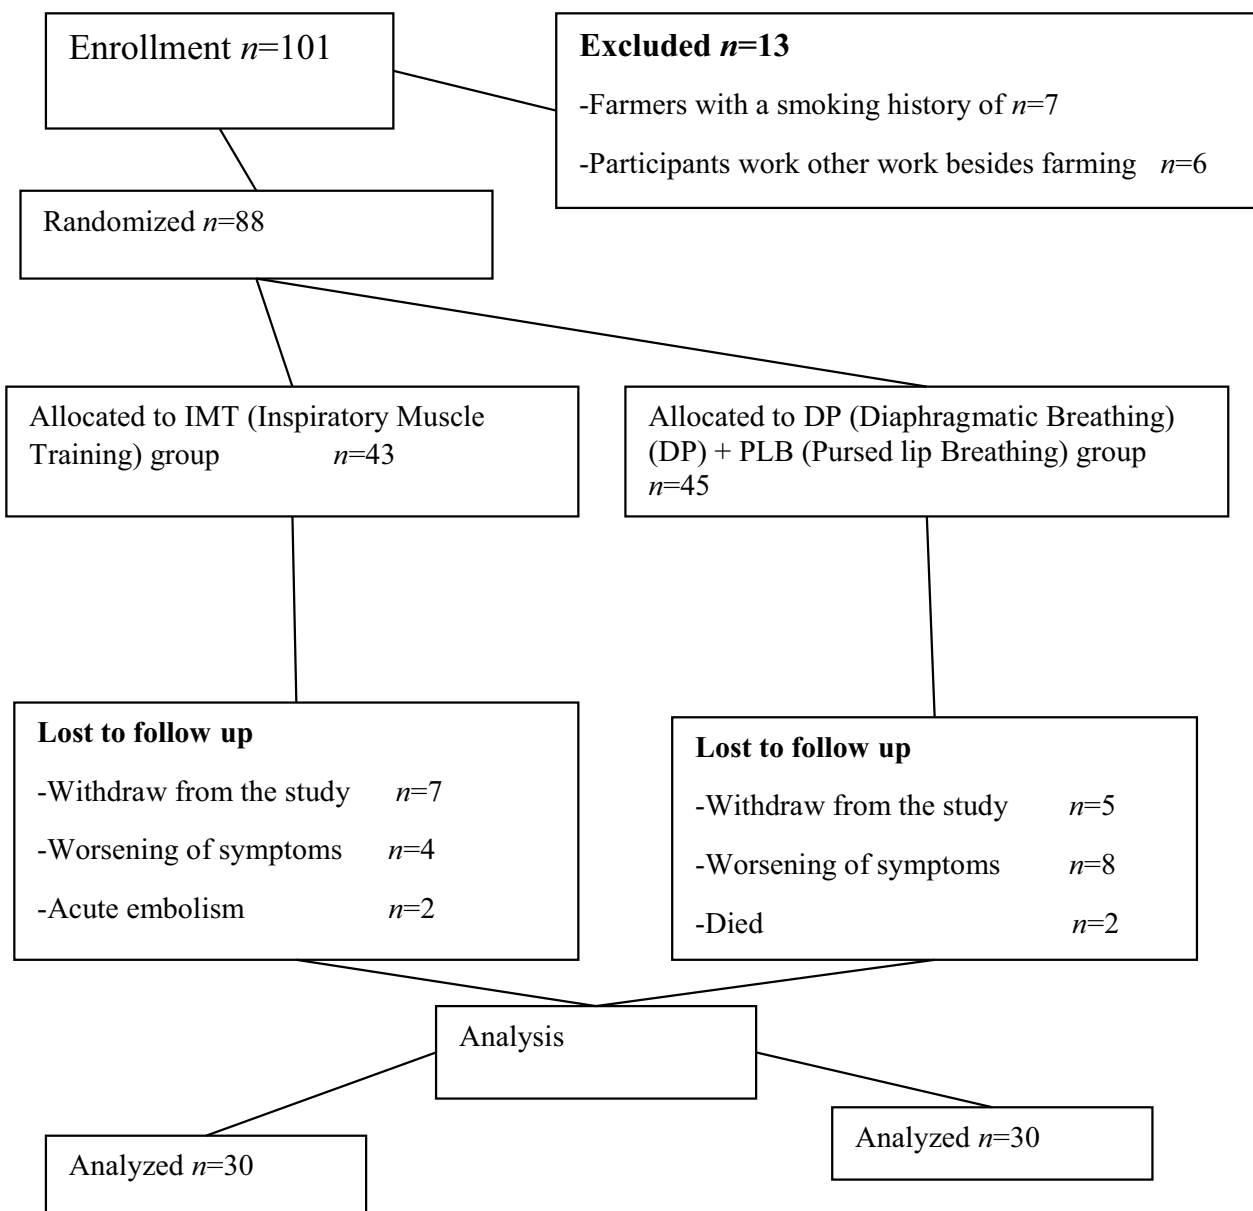 Enrollment n=101
Excluded n=13
-Farmers with a smoking history of n=7
-Participants work other work besides farming n=6
Randomized n=88
Allocated to IMT (Inspiratory Muscle
Training) group n=43
Allocated to DP (Diaphragmatic Breathing)
(DP) + PLB (Pursed lip Breathing) group
n=45
Lost to follow up
-Withdraw from the study n=7
-Worsening of symptoms n=4
-Acute embolism n=2
Lost to follow up
-Withdraw from the study n=5
-Worsening of symptoms n=8
-Died n=2
Analysis
Analyzed n=30
Analyzed n=30